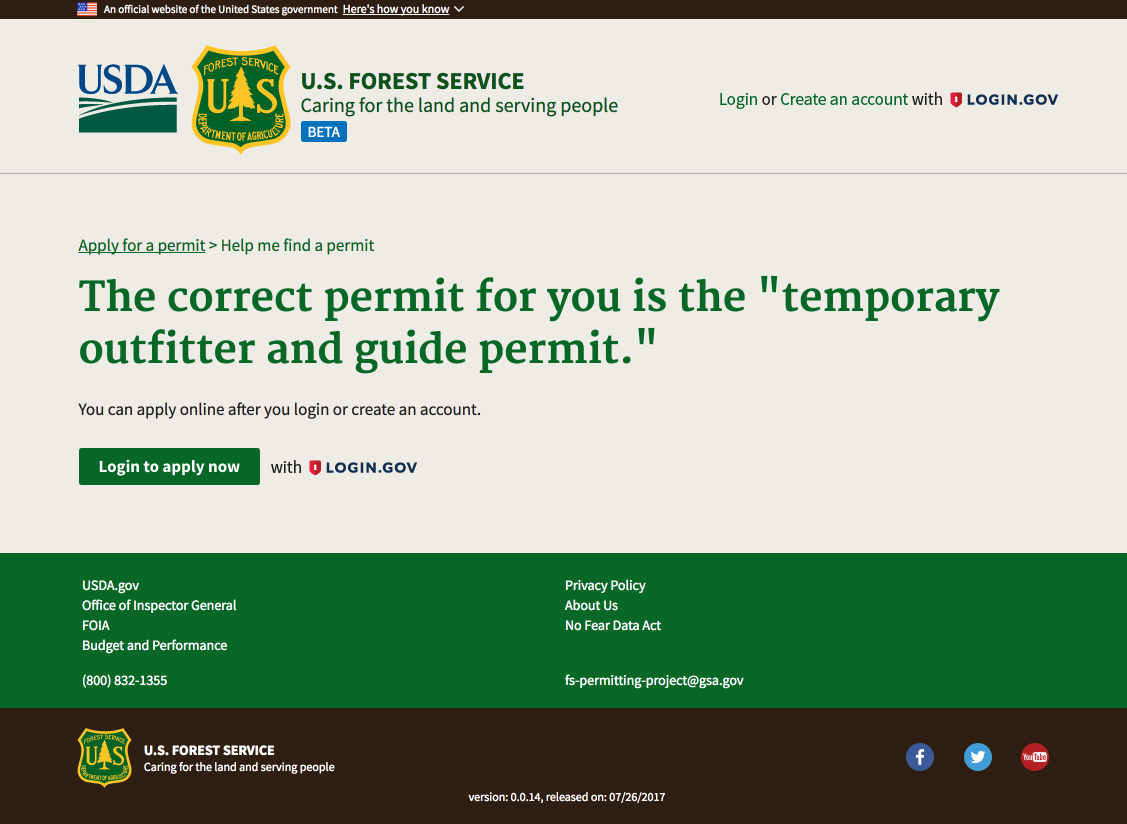 An official website of the United States government Here's how you know
USDA
FOREST SERVICE
US
DEPARTMENT OF AGRICULTURE
U.S. FOREST SERVICE
Caring for the land and serving people
BETA
Login or Create an account with LOGIN.GOV
Apply for a permit > Help me find a permit
The correct permit for you is the "temporary
outfitter and guide permit."
You can apply online after you login or create an account.
Login to apply now with LOGIN.GOV
USDA.gov
Office of Inspector General
FOIA
Budget and Performance
(800) 832-1355
Privacy Policy
About Us
No Fear Data Act
fs-permitting-project@gsa.gov
FOREST SERVICE
US
DEPARTMENT OF AGRICULTURE
U.S. FOREST SERVICE
Caring for the land and serving people
You Tube
version: 0.0.14, released on: 07/26/2017